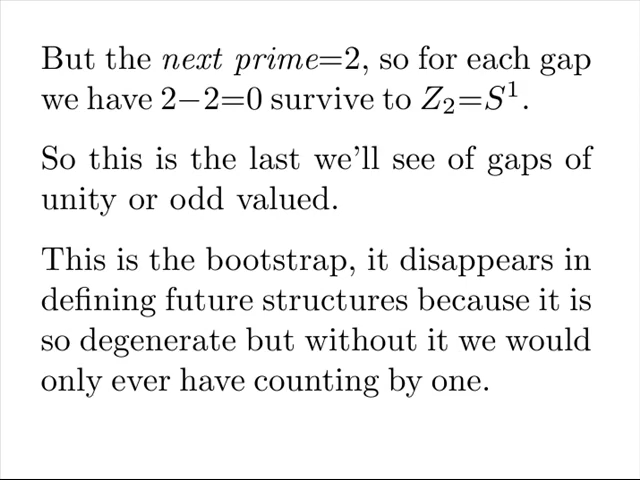 But the next prime=2, so for each gap
we have 2−2=0 survive to Z₂=S¹.
So this is the last we'll see of gaps of
unity or odd valued.
This is the bootstrap, it disappears in
defining future structures because it is
so degenerate but without it we would
only ever have counting by one.